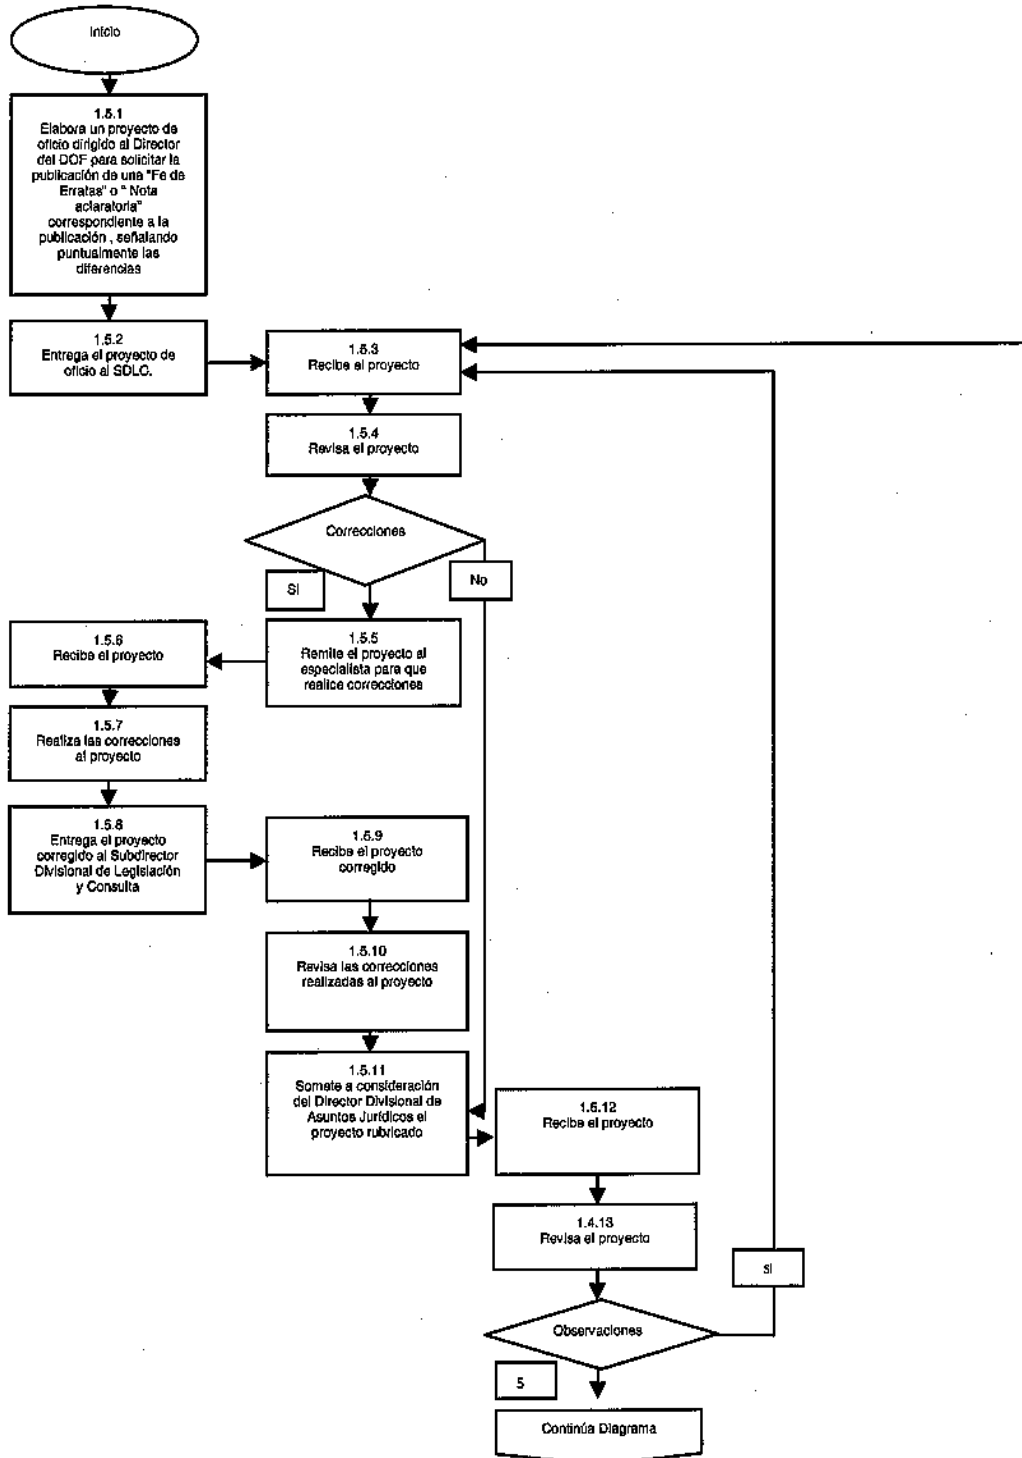 Inicio
1.5.1
Elabora un proyecto de
oficio dirigido al Director
del DOF para solicitar la
publicación de una "Fe de
Erratas" o " Nota
aclaratoria"
correspondiente a la
publicación , señalando
puntualmente las
diferencias
1.5.2
Entrega el proyecto de
oficio al SDLC.
1.5.3
Recibe el proyecto
1.5.4
Revisa el proyecto
Correcciones
SI
No
1.5.5
Remite el proyecto al
especialista para que
realice correcciones
1.5.6
Recibe el proyecto
1.5.7
Realiza las correcciones
al proyecto
1.5.8
Entrega el proyecto
corregido al Subdirector
Divisional de Legislación
y Consulta
1.5.9
Recibe el proyecto
corregido
1.5.10
Revisa las correcciones
realizadas al proyecto
1.5.11
Somete a consideración
del Director Divisional de
Asuntos Jurídicos el
proyecto rubricado
1.5.12
Recibe el proyecto
1.4.13
Revisa el proyecto
si
Observaciones
5
Continúa Diagrama